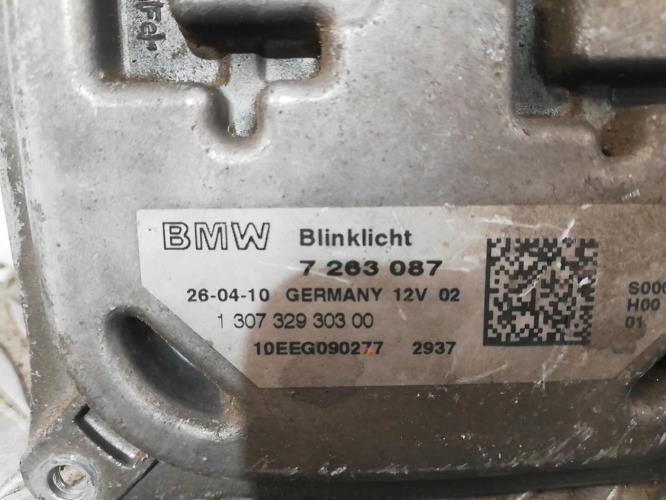 BMW Blinklicht
7 263 087
26-04-10 GERMANY 12V 02
1 307 329 303 00
10EEG090277 2937
H00
01